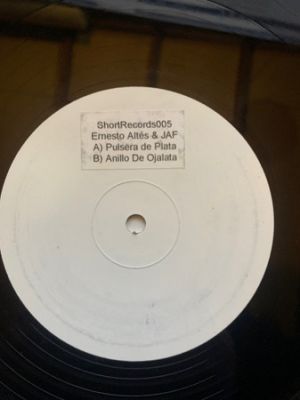 ShortRecords005
Ernesto Altés & JAF
A) Pulsera de Plata
B) Anillo De Ojalata